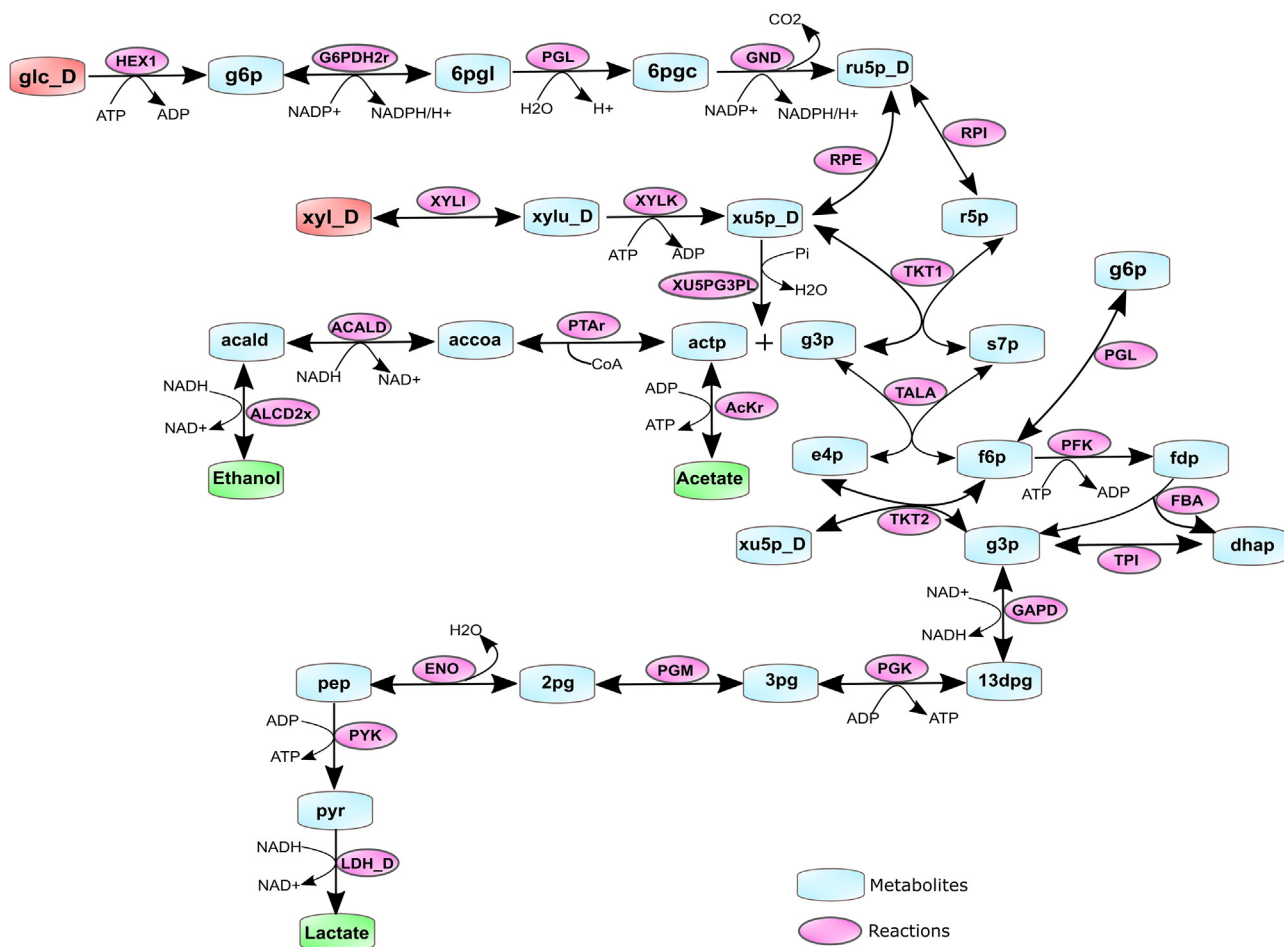 CO2
HEX1
G6PDH2r
PGL
GND
glc_D
g6p
6pgl
6pgc
ru5p_D
ATP
ADP
NADP+
NADPH/H+
H2O
H+
NADP+
NADPH/H+
RPI
RPE
XYLI
XYLK
xyl_D
xylu_D
xu5p_D
r5p
ATP
ADP
Pi
TKT1
g6p
XU5PG3PL
H2O
ACALD
PTAr
acald
accoa
actp
+
g3p
s7p
PGL
NADH
NAD+
CoA
NADH
ADP
TALA
ALCD2x
AcKr
NAD+
ATP
PFK
e4p
f6p
fdp
Ethanol
Acetate
ATP
ADP
FBA
TKT2
xu5p_D
g3p
dhap
TPI
NAD+
GAPD
H2O
NADH
ENO
PGM
PGK
pep
2pg
3pg
13dpg
ADP
ADP
ATP
PYK
ATP
pyr
NADH
LDH_D
NAD+
Metabolites
Lactate
Reactions